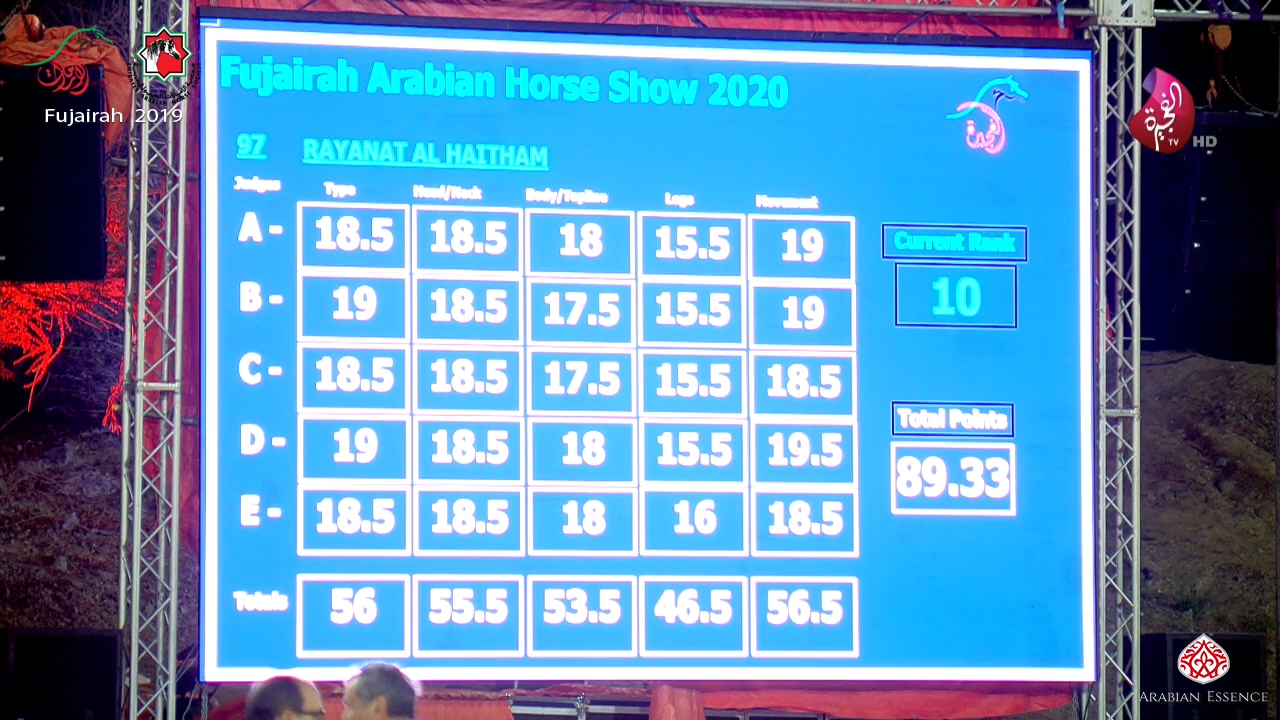 Fujairah 2019
Fujairah Arabian Horse Show 2020
97 RAYANAT AL HAITHAM
Judges Type Head/Neck Body/Topline Legs Movement
A - 18.5 18.5 18 15.5 19
B - 19 18.5 17.5 15.5 19
C - 18.5 18.5 17.5 15.5 18.5
D - 19 18.5 18 15.5 19.5
E - 18.5 18.5 18 16 18.5
Totals 56 55.5 53.5 46.5 56.5
Current Rank
10
Total Points
89.33
الفجيرة
TV HD
ARABIAN ESSENCE